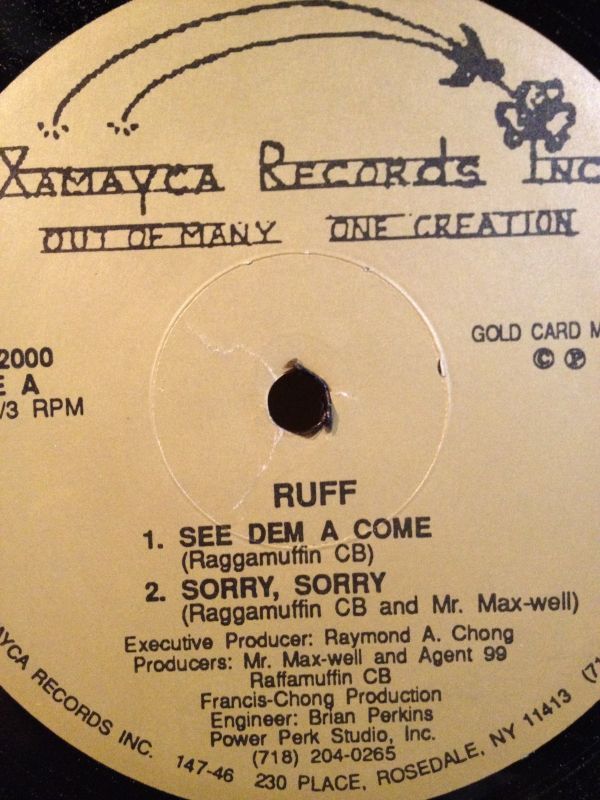 XAMAYCA RECORDS INC
OUT OF MANY ONE CREATION
2000
E A
/3 RPM
GOLD CARD M
© ℗
RUFF
1. SEE DEM A COME
(Raggamuffin CB)
2. SORRY, SORRY
(Raggamuffin CB and Mr. Max-well)
Executive Producer: Raymond A. Chong
Producers: Mr. Max-well and Agent 99
Raffamuffin CB
Francis-Chong Production
Engineer: Brian Perkins
Power Perk Studio, Inc.
(718) 204-0265
AYCA RECORDS INC. 147-46 230 PLACE, ROSEDALE, NY 11413 (71